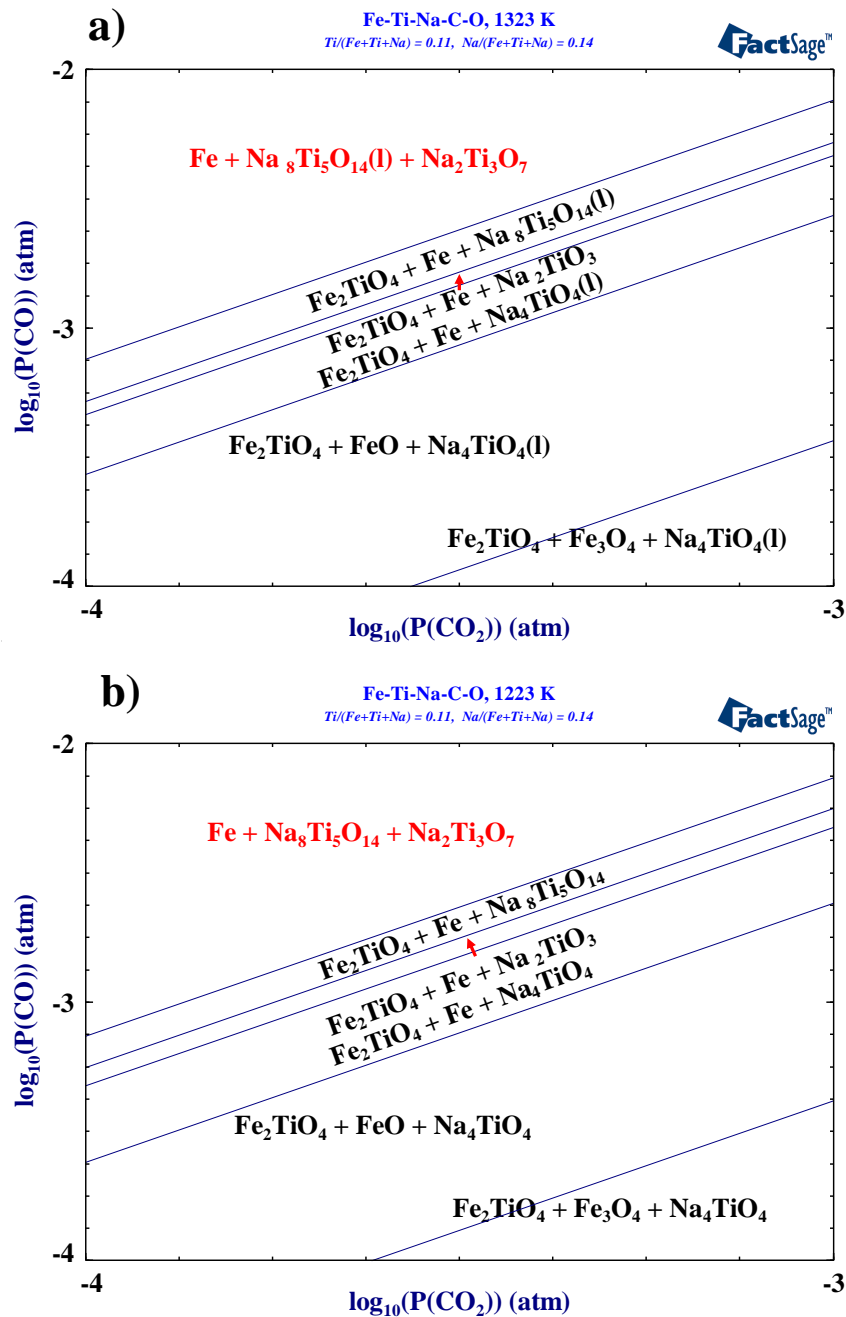 a)
Fe-Ti-Na-C-O, 1323 K
Ti/(Fe+Ti+Na) = 0.11, Na/(Fe+Ti+Na) = 0.14
FactSage™
-2
Fe + Na₈Ti₅O₁₄(l) + Na₂Ti₃O₇
Fe₂TiO₄ + Fe + Na₈Ti₅O₁₄(l)
Fe₂TiO₄ + Fe + Na₂TiO₃
Fe₂TiO₄ + Fe + Na₄TiO₄(l)
-3
log₁₀(P(CO)) (atm)
Fe₂TiO₄ + FeO + Na₄TiO₄(l)
Fe₂TiO₄ + Fe₃O₄ + Na₄TiO₄(l)
-4
-4
-3
log₁₀(P(CO₂)) (atm)
b)
Fe-Ti-Na-C-O, 1223 K
Ti/(Fe+Ti+Na) = 0.11, Na/(Fe+Ti+Na) = 0.14
FactSage™
-2
Fe + Na₈Ti₅O₁₄ + Na₂Ti₃O₇
Fe₂TiO₄ + Fe + Na₈Ti₅O₁₄
Fe₂TiO₄ + Fe + Na₂TiO₃
Fe₂TiO₄ + Fe + Na₄TiO₄
-3
log₁₀(P(CO)) (atm)
Fe₂TiO₄ + FeO + Na₄TiO₄
Fe₂TiO₄ + Fe₃O₄ + Na₄TiO₄
-4
-4
-3
log₁₀(P(CO₂)) (atm)